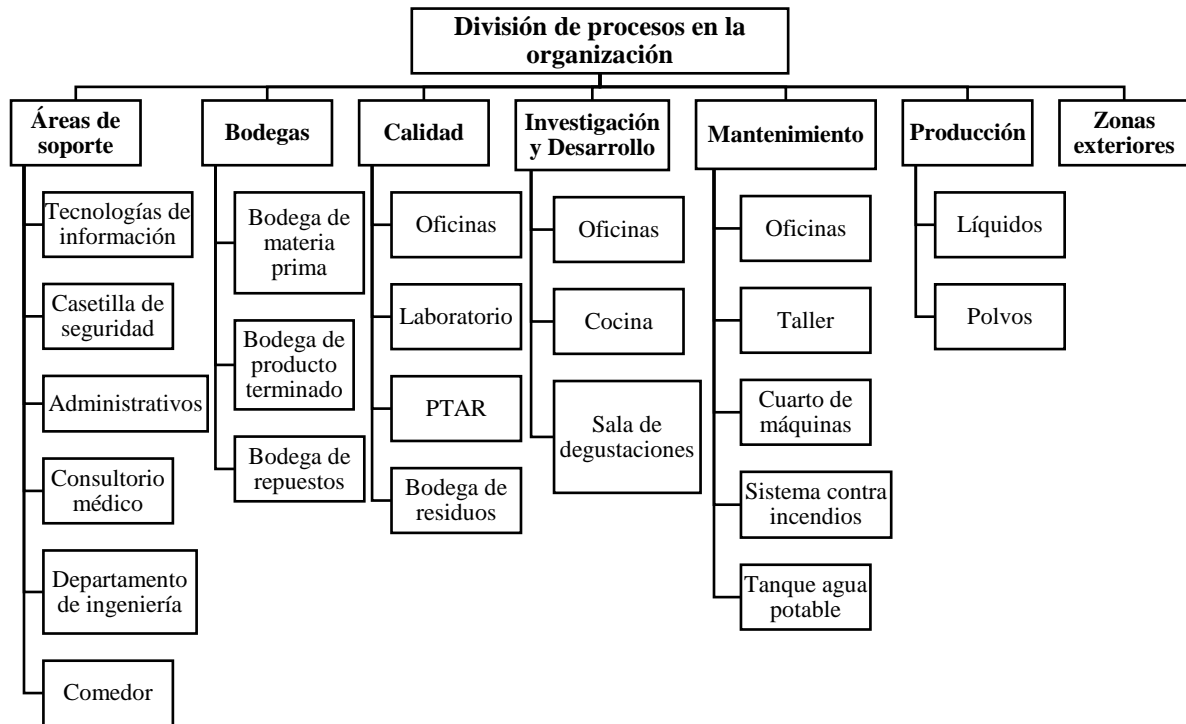 División de procesos en la
organización
Áreas de
soporte
Tecnologías de
información
Casetilla de
seguridad
Administrativos
Consultorio
médico
Departamento
de ingeniería
Comedor
Bodegas
Bodega de
materia
prima
Bodega de
producto
terminado
Bodega de
repuestos
Calidad
Oficinas
Laboratorio
PTAR
Bodega de
residuos
Investigación
y Desarrollo
Oficinas
Cocina
Sala de
degustaciones
Mantenimiento
Oficinas
Taller
Cuarto de
máquinas
Sistema contra
incendios
Tanque agua
potable
Producción
Líquidos
Polvos
Zonas
exteriores